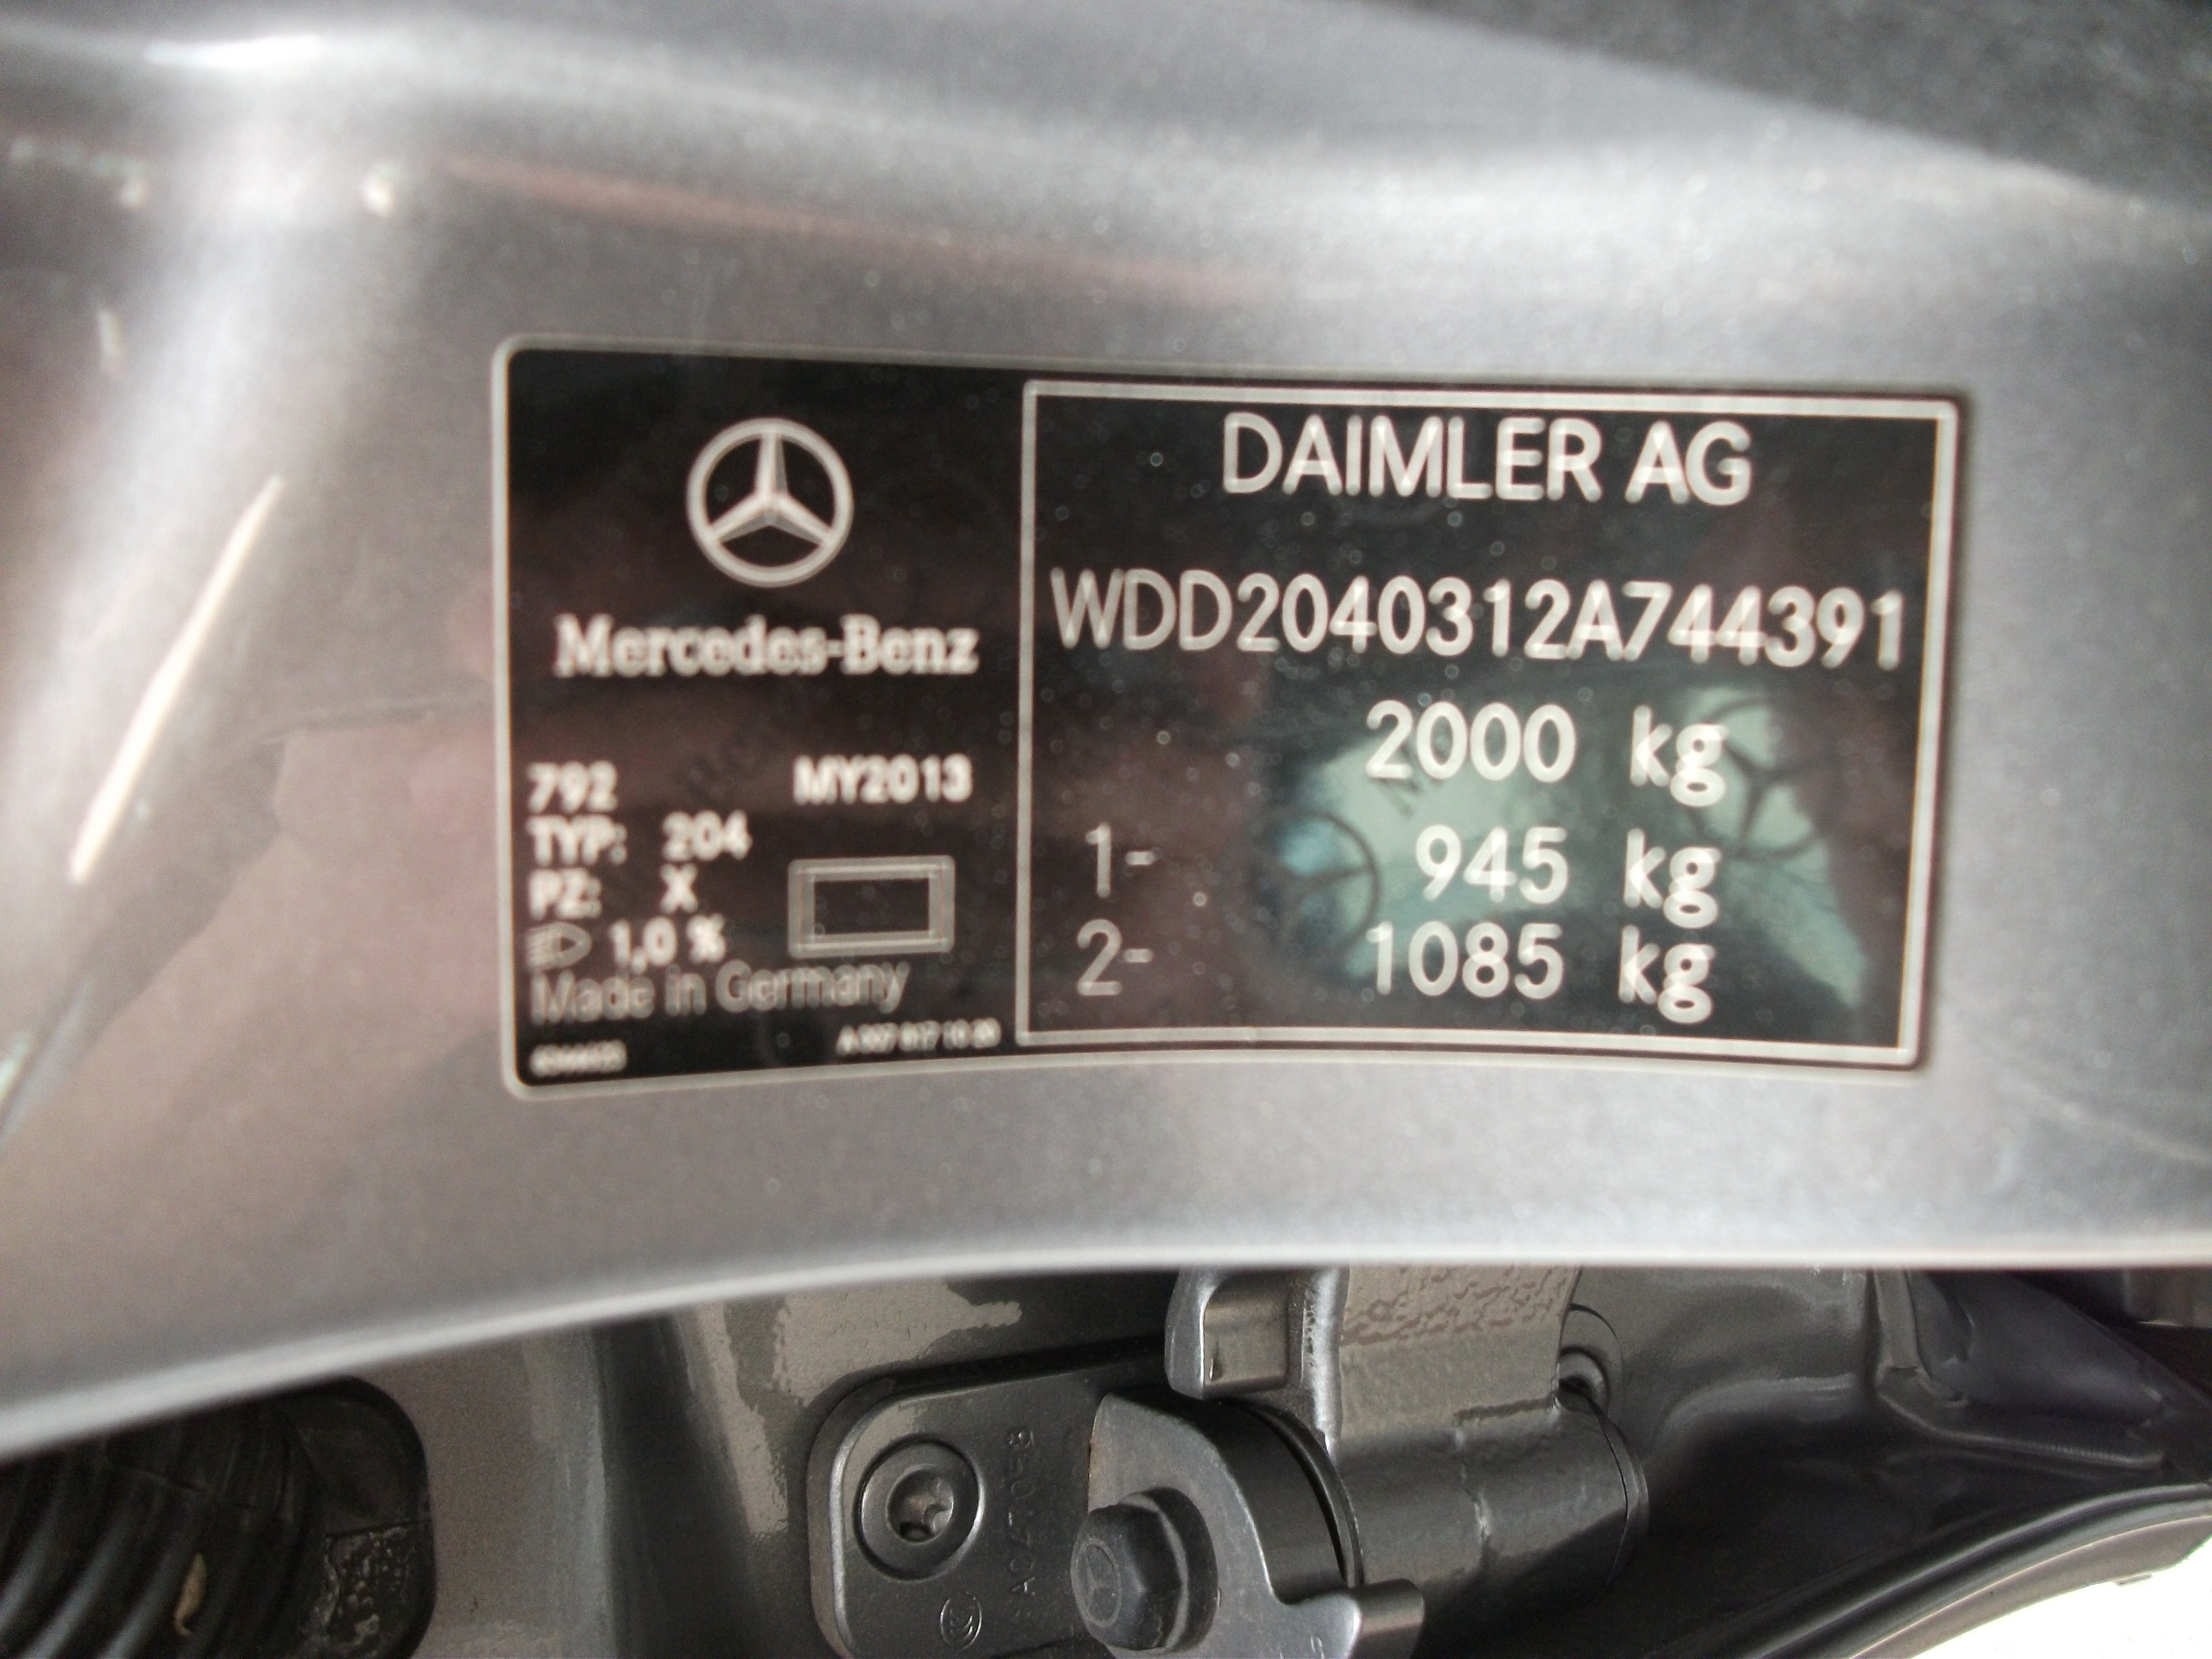 Mercedes-Benz
792 MY2013
TYP: 204
PZ: X
1,0 %
Made in Germany
DAIMLER AG
WDD2040312A744391
2000 kg
1- 945 kg
2- 1085 kg